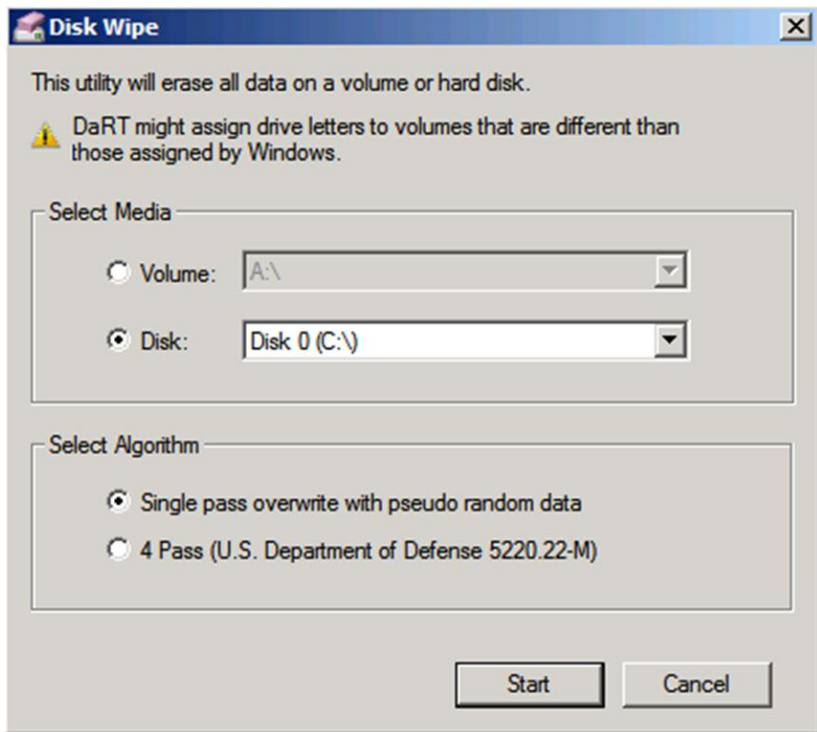 Disk Wipe
This utility will erase all data on a volume or hard disk.
DaRT might assign drive letters to volumes that are different than
those assigned by Windows.
Select Media
Volume: A:\
Disk: Disk 0 (C:\)
Select Algorithm
Single pass overwrite with pseudo random data
4 Pass (U.S. Department of Defense 5220.22-M)
Start Cancel